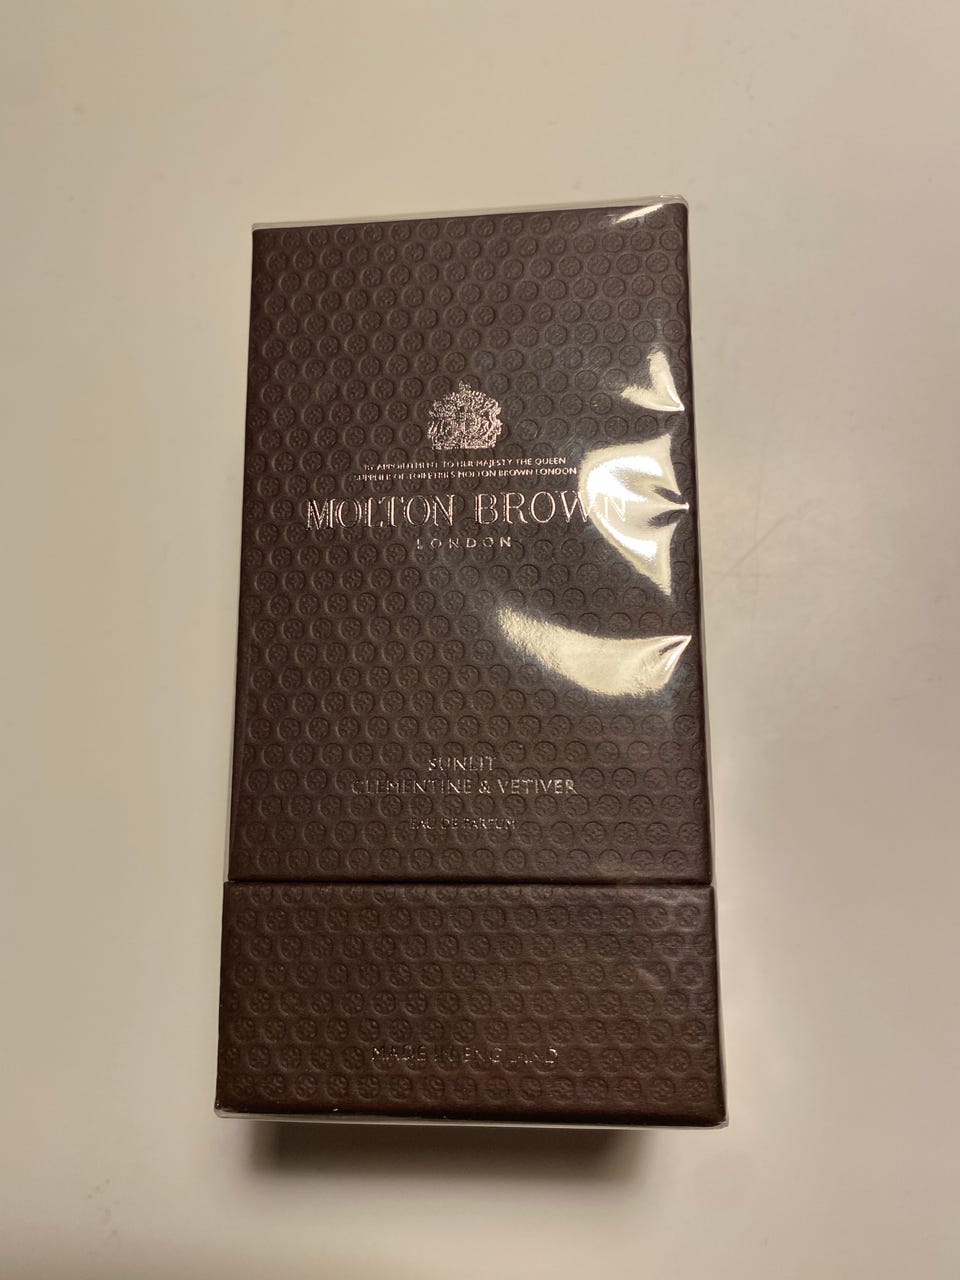 BY APPOINTMENT TO HER MAJESTY THE QUEEN
SUPPLIER OF TOILETRIES MOLTON BROWN LONDON
MOLTON BROWN
LONDON
SUNLIT
CLEMENTINE & VETIVER
EAU DE PARFUM
MADE IN ENGLAND